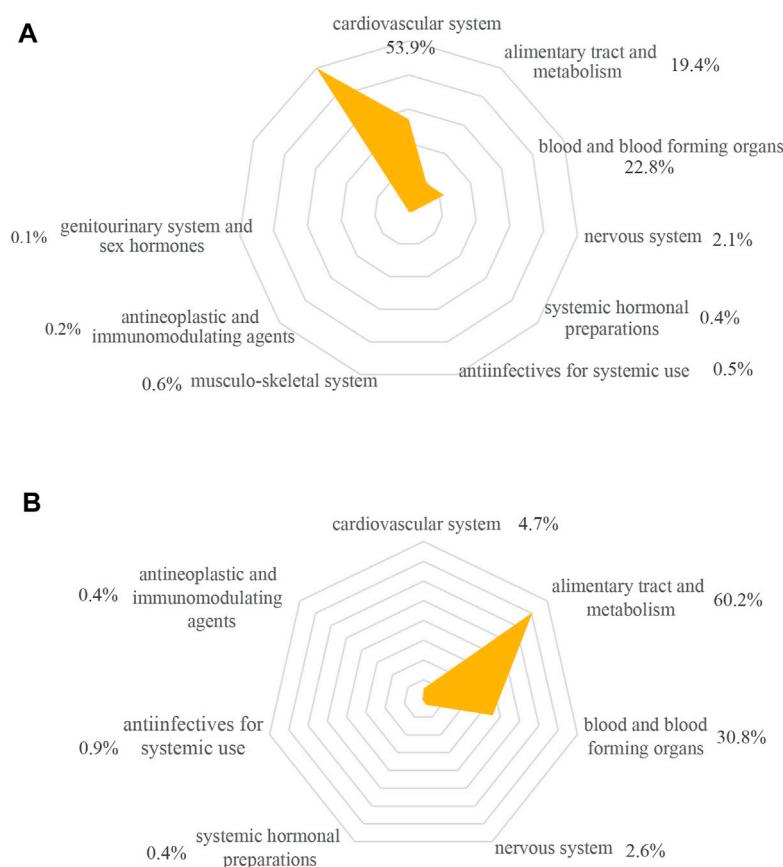 A
cardiovascular system
53.9%
alimentary tract and
metabolism
19.4%
blood and blood forming organs
22.8%
nervous system 2.1%
systemic hormonal
preparations
0.4%
antiinfectives for systemic use 0.5%
musculo-skeletal system
0.6%
antineoplastic and
immunomodulating agents
0.2%
genitourinary system and
sex hormones
0.1%
B
cardiovascular system 4.7%
alimentary tract and
metabolism
60.2%
blood and blood
forming organs
30.8%
nervous system 2.6%
systemic hormonal
preparations
0.4%
antiinfectives for
systemic use
0.9%
antineoplastic and
immunomodulating
agents
0.4%